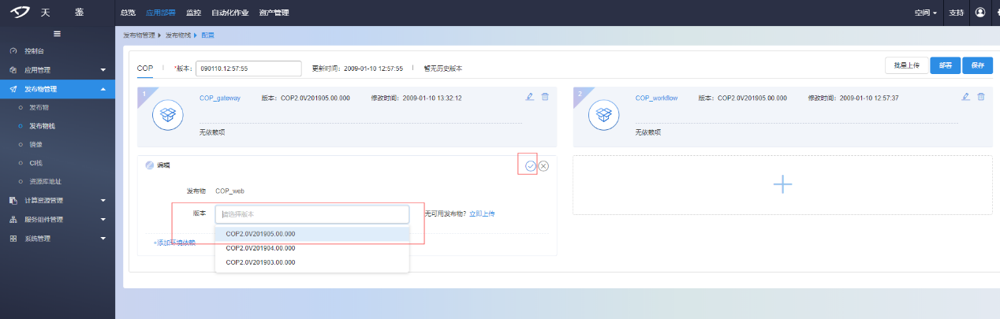 天 鉴 总览 应用部署 监控 自动化作业 资产管理 空间 支持
发布物管理 发布物栈 配置
控制台
应用管理
发布物管理
发布物
发布物栈
镜像
CI栈
资源库地址
计算资源管理
服务组件管理
系统管理
COP *版本: 090110.12:57:55 更新时间: 2009-01-10 12:57:55 暂无历史版本 批量上传 部署 保存
1 COP_gateway 版本: COP2.0V201905.00.000 修改时间: 2009-01-10 13:32:12
无依赖项
2 COP_workflow 版本: COP2.0V201905.00.000 修改时间: 2009-01-10 12:57:37
无依赖项
编辑
发布物 COP_web
版本 请选择版本 无可用发布物? 立即上传
COP2.0V201905.00.000
+添加环境依赖
COP2.0V201904.00.000
COP2.0V201903.00.000